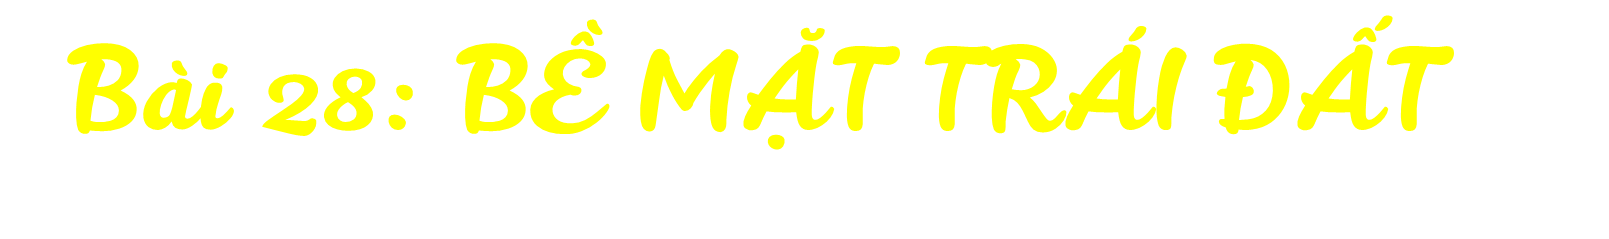 Bài 28: BỀ MẶT TRÁI ĐẤT